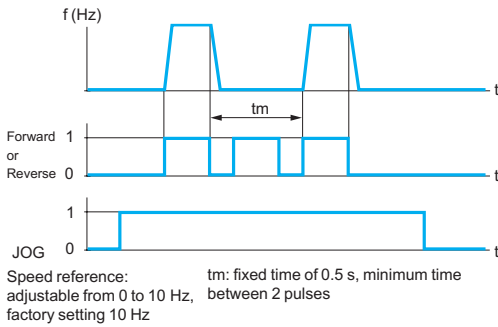 f (Hz)
t
tm
Forward 1
or
Reverse 0
t
1
JOG 0
t
Speed reference:
adjustable from 0 to 10 Hz,
factory setting 10 Hz
tm: fixed time of 0.5 s, minimum time
between 2 pulses